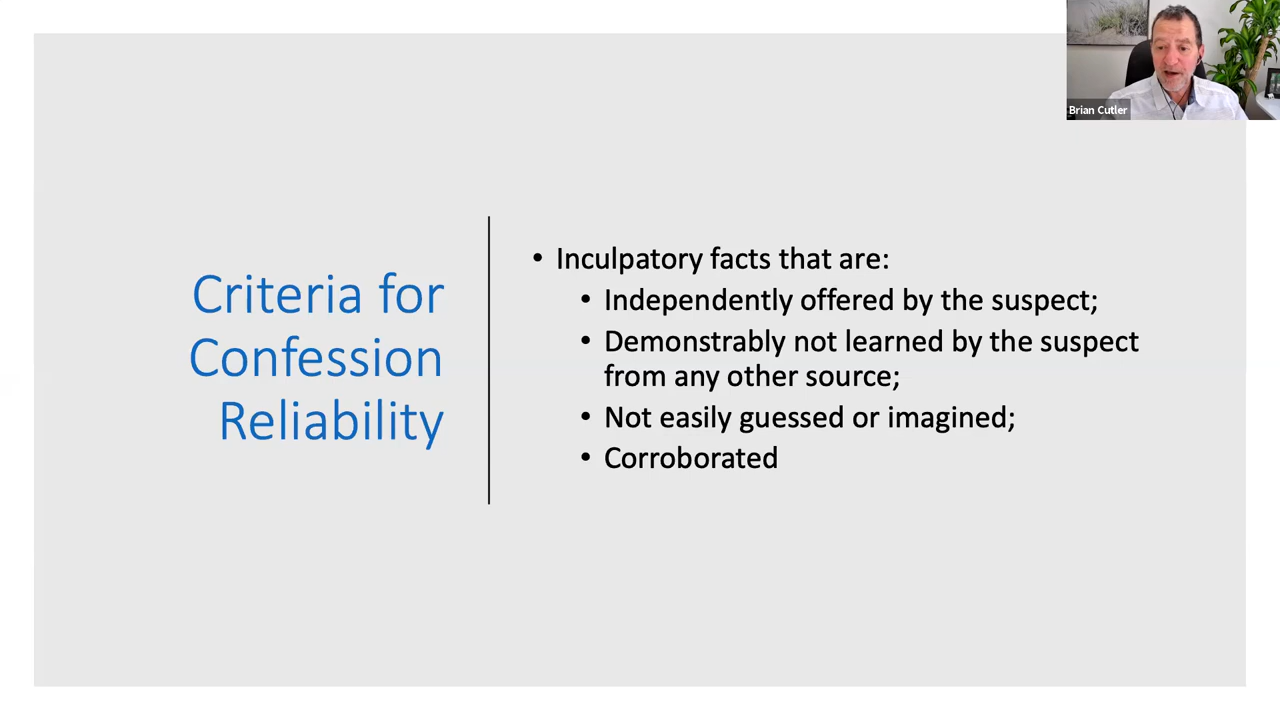 Brian Cutler
Criteria for
Confession
Reliability
• Inculpatory facts that are:
• Independently offered by the suspect;
• Demonstrably not learned by the suspect
from any other source;
• Not easily guessed or imagined;
• Corroborated